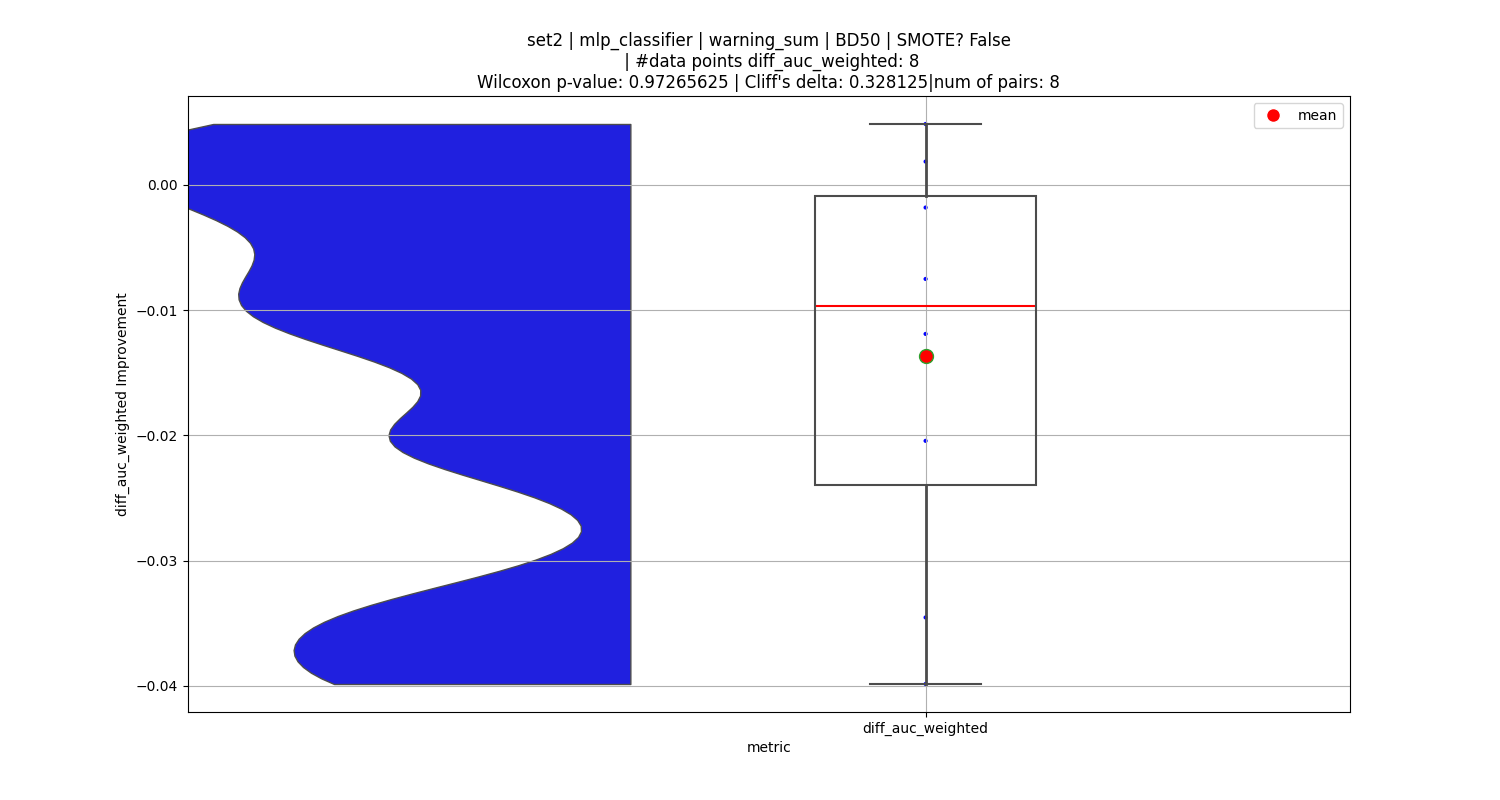 set2 | mlp_classifier | warning_sum | BD50 | SMOTE? False
| #data points diff_auc_weighted: 8
Wilcoxon p-value: 0.97265625 | Cliff's delta: 0.328125|num of pairs: 8
mean
0.00
−0.01
−0.02
−0.03
−0.04
diff_auc_weighted Improvement
diff_auc_weighted
metric